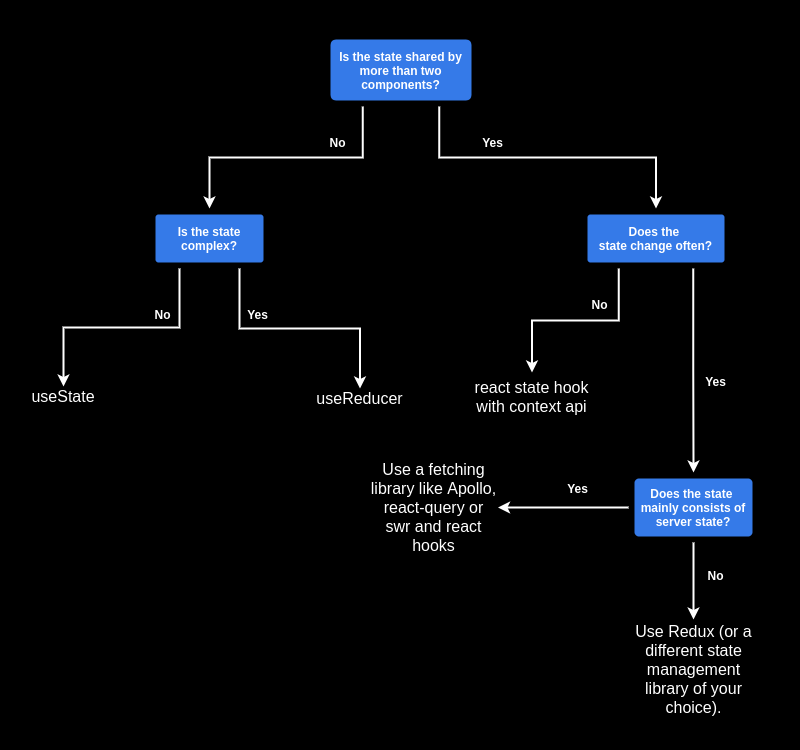 Is the state shared by
more than two
components?
No
Yes
Is the state
complex?
Does the
state change often?
No
Yes
No
Yes
useState
useReducer
react state hook
with context api
Use a fetching
library like Apollo,
react-query or
swr and react
hooks
Yes
Does the state
mainly consists of
server state?
No
Use Redux (or a
different state
management
library of your
choice).